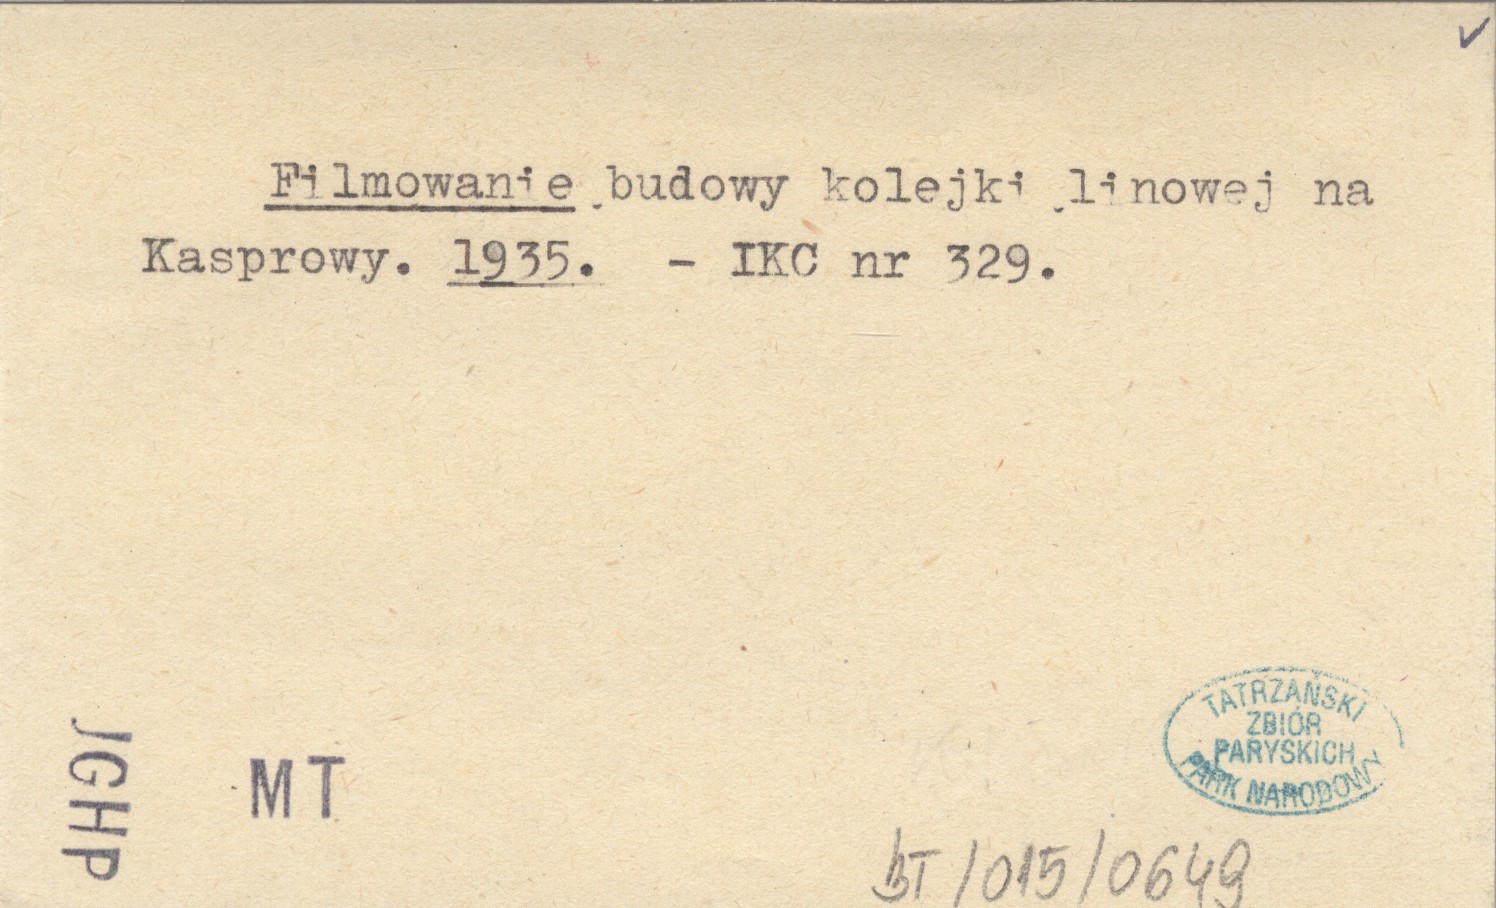 Filmowanie budowy kolejki linowej na
Kasprowy. 1935. - IKC nr 329.
JGHP
MT
TATRZAŃSKI
ZBIÓR
PARYSKICH
PARK NARODOWY
BT/015/0649